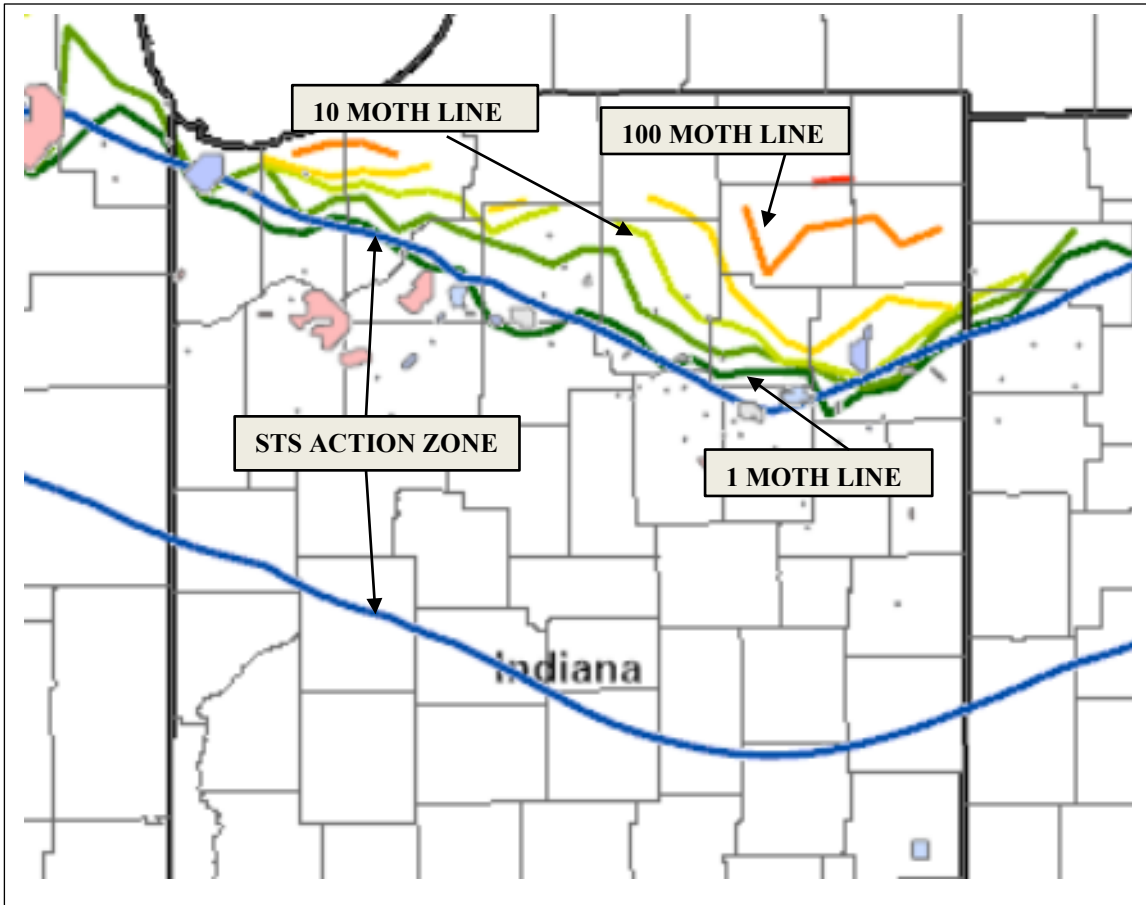 10 MOTH LINE
100 MOTH LINE
STS ACTION ZONE
1 MOTH LINE
Indiana